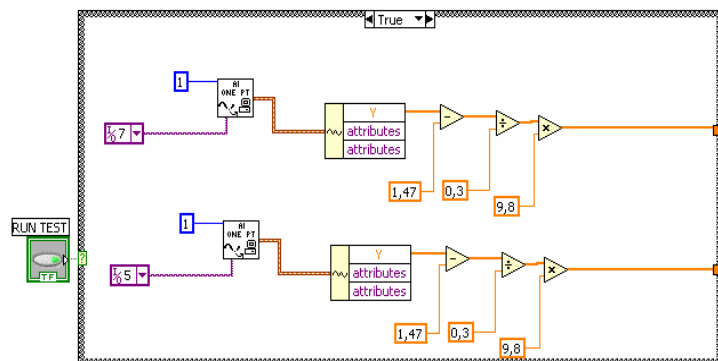 True
1
AI
ONE PT
I/O 7
Y
attributes
attributes
1,47
0,3
9,8
RUN TEST
TF
?
1
AI
ONE PT
I/O 5
Y
attributes
attributes
1,47
0,3
9,8